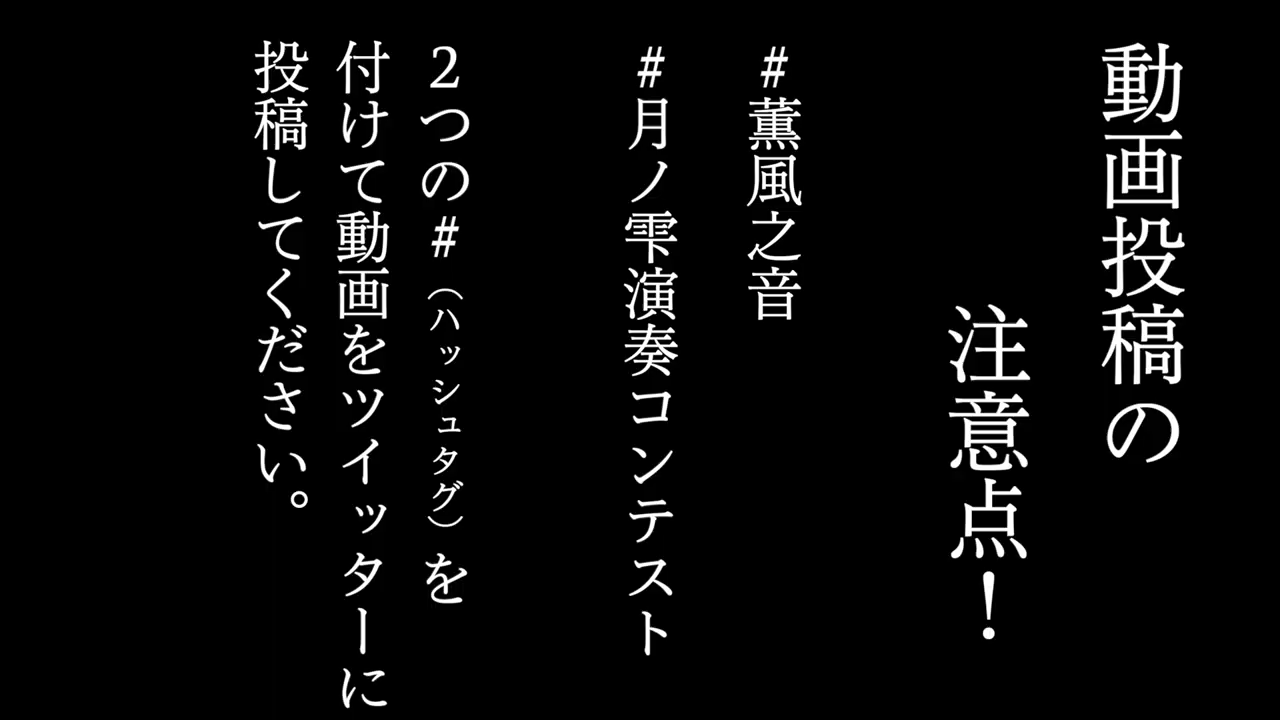 動画投稿の
注意点！
#薫風之音
#月ノ雫演奏コンテスト
２つの#（ハッシュタグ）を
付けて動画をツイッターに
投稿してください。